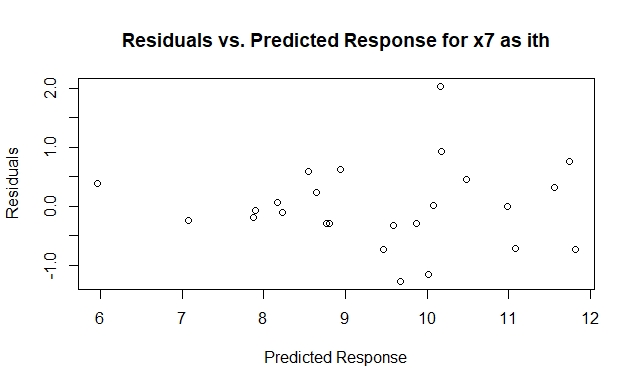 Residuals vs. Predicted Response for x7 as ith
2.0
1.0
0.0
-1.0
Residuals
6 7 8 9 10 11 12
Predicted Response